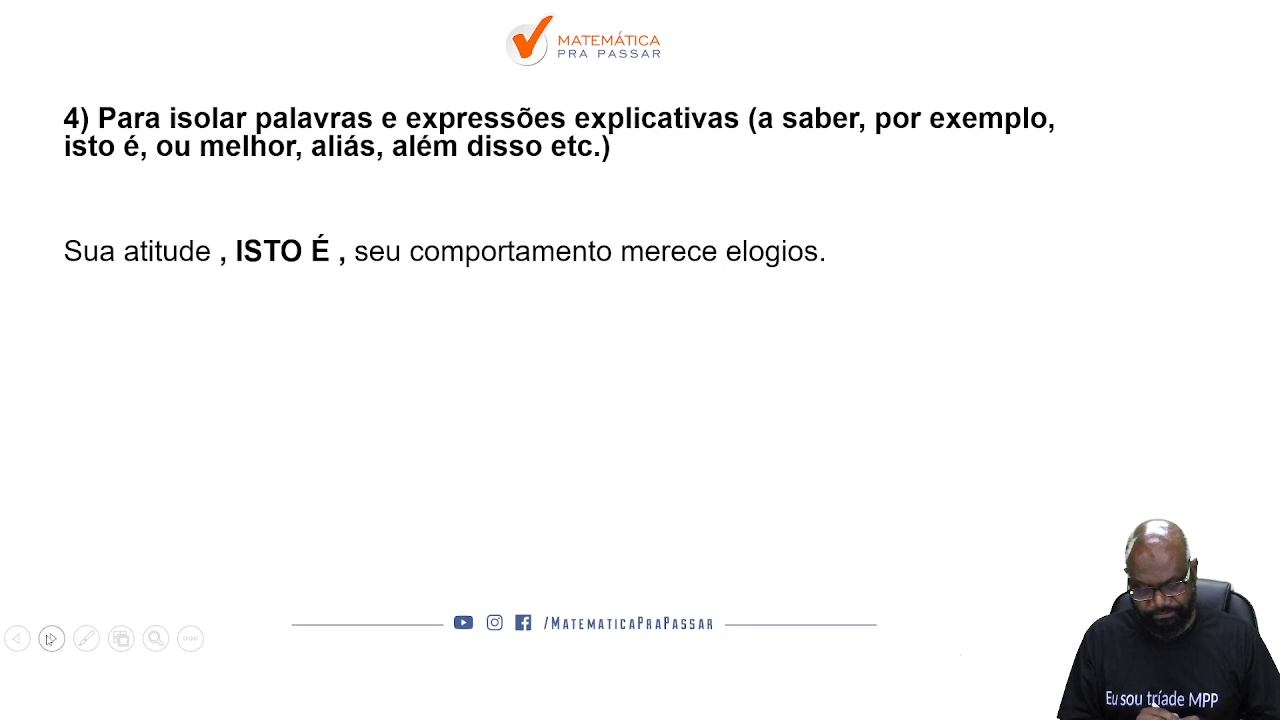 MATEMÁTICA
PRA PASSAR
4) Para isolar palavras e expressões explicativas (a saber, por exemplo,
isto é, ou melhor, aliás, além disso etc.)
Sua atitude , ISTO É , seu comportamento merece elogios.
/MATEMATICAPRAPASSAR
Eu sou tríade MPP